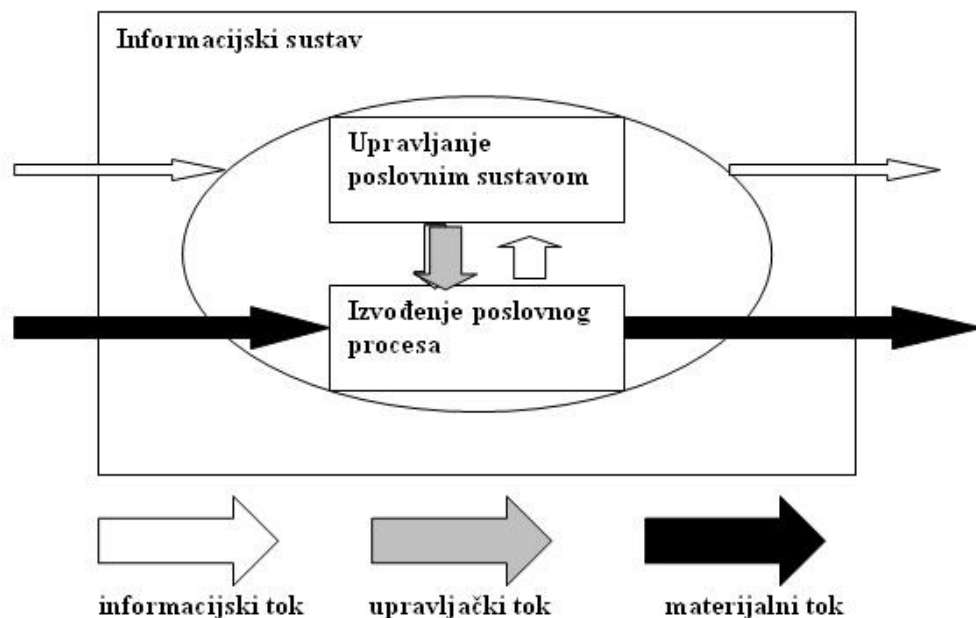 Informacijski sustav
Upravljanje
poslovnim sustavom
Izvođenje poslovnog
procesa
informacijski tok
upravljački tok
materijalni tok